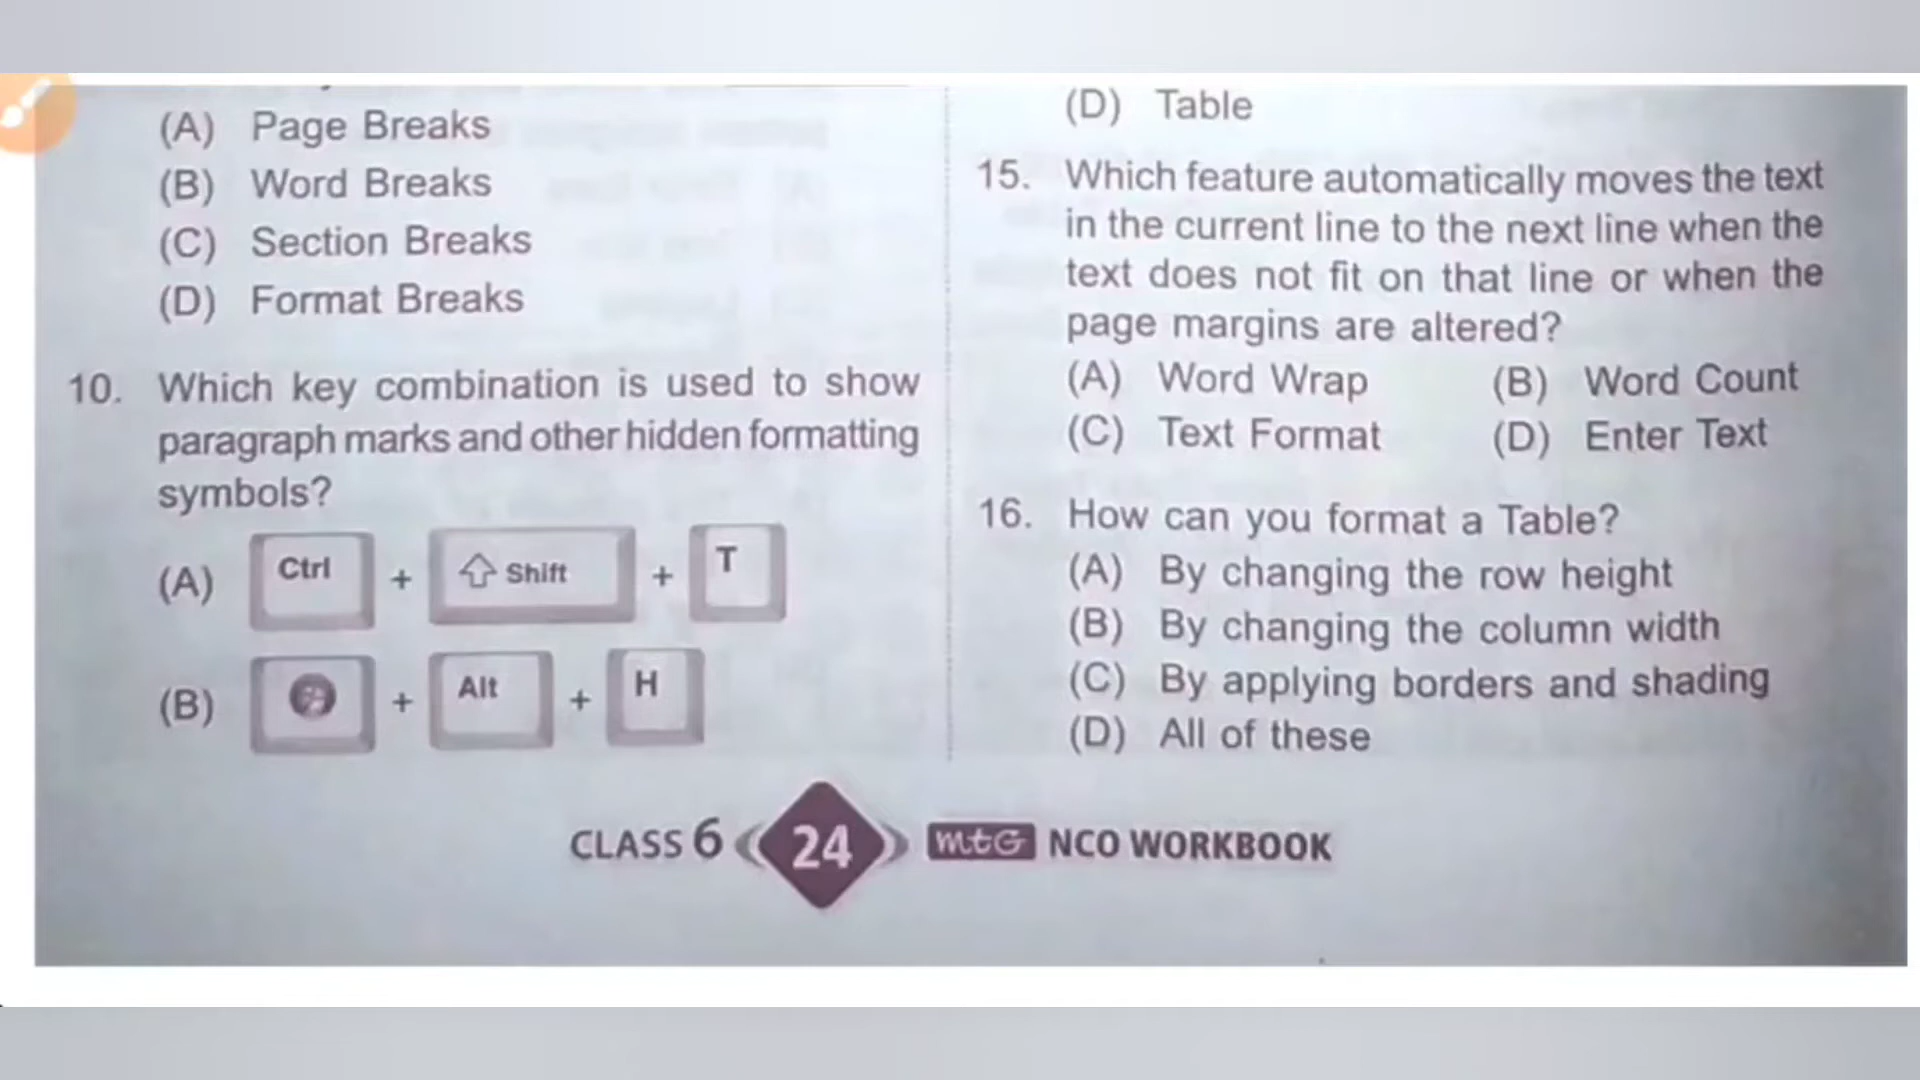 (A) Page Breaks
(B) Word Breaks
(C) Section Breaks
(D) Format Breaks
10. Which key combination is used to show
paragraph marks and other hidden formatting
symbols?
(A) Ctrl + Shift + T
(B) + Alt + H
(D) Table
15. Which feature automatically moves the text
in the current line to the next line when the
text does not fit on that line or when the
page margins are altered?
(A) Word Wrap (B) Word Count
(C) Text Format (D) Enter Text
16. How can you format a Table?
(A) By changing the row height
(B) By changing the column width
(C) By applying borders and shading
(D) All of these
CLASS 6 24 mtG NCO WORKBOOK